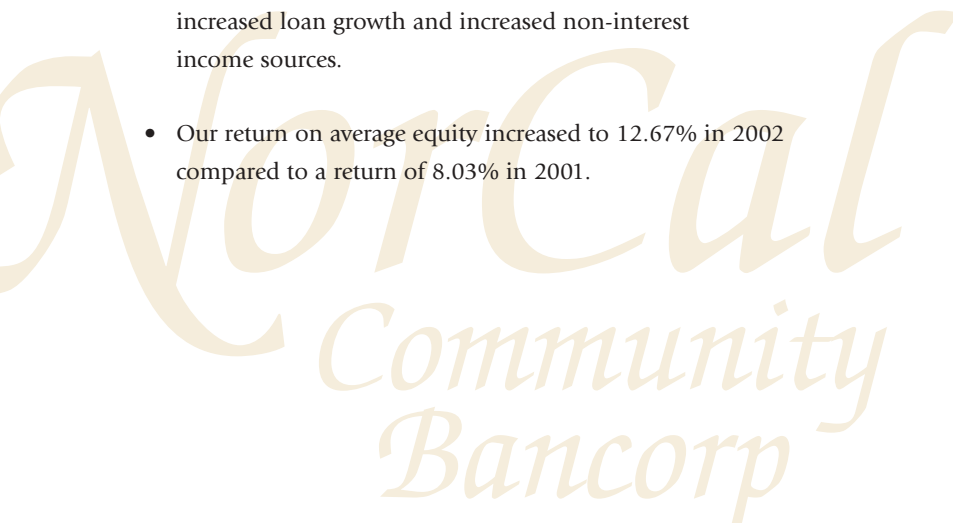 increased loan growth and increased non-interest
income sources.
• Our return on average equity increased to 12.67% in 2002
compared to a return of 8.03% in 2001.
NorCal
Community
Bancorp